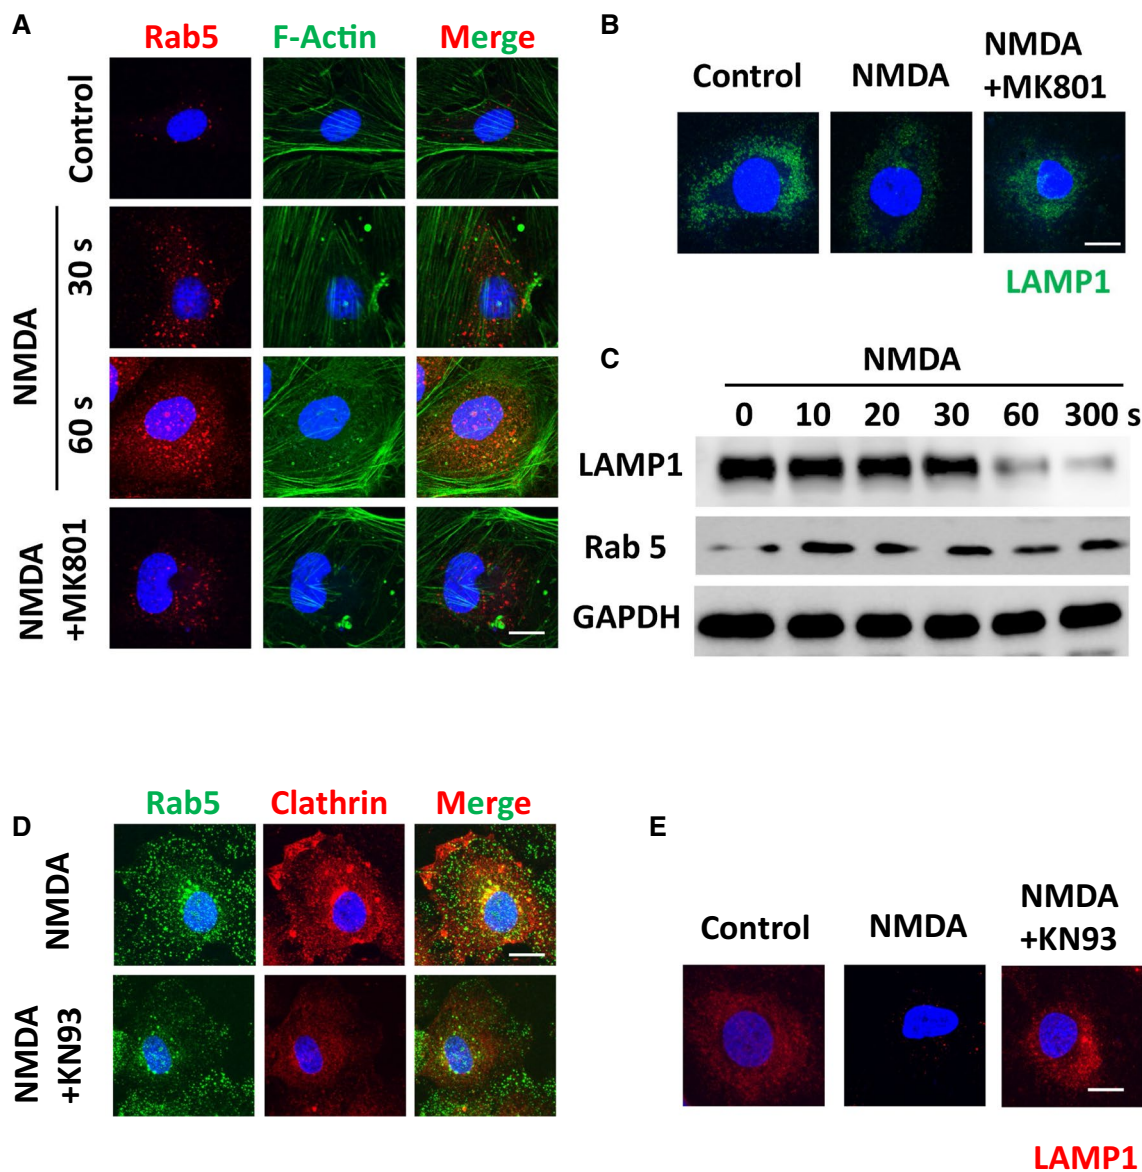 A
Rab5 F-Actin Merge
Control
NMDA
30 s
60 s
NMDA
+MK801
B
Control NMDA NMDA
+MK801
LAMP1
C
NMDA
0 10 20 30 60 300 s
LAMP1
Rab 5
GAPDH
D
Rab5 Clathrin Merge
NMDA
NMDA
+KN93
E
Control NMDA NMDA
+KN93
LAMP1